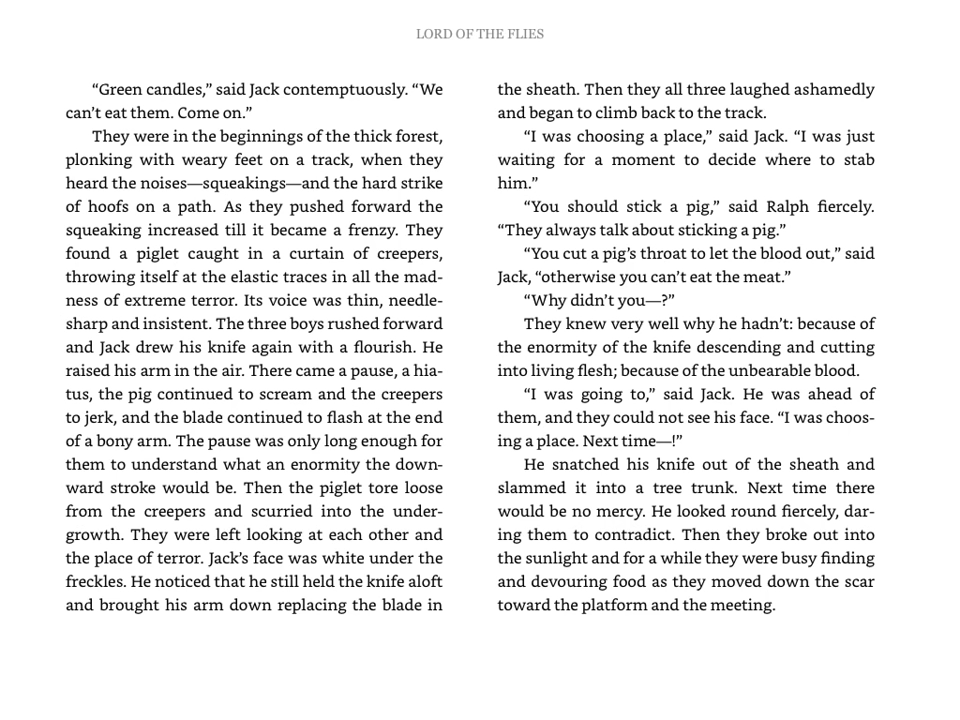 LORD OF THE FLIES
“Green candles,” said Jack contemptuously. “We
can’t eat them. Come on.”
They were in the beginnings of the thick forest,
plonking with weary feet on a track, when they
heard the noises—squeakings—and the hard strike
of hoofs on a path. As they pushed forward the
squeaking increased till it became a frenzy. They
found a piglet caught in a curtain of creepers,
throwing itself at the elastic traces in all the mad-
ness of extreme terror. Its voice was thin, needle-
sharp and insistent. The three boys rushed forward
and Jack drew his knife again with a flourish. He
raised his arm in the air. There came a pause, a hia-
tus, the pig continued to scream and the creepers
to jerk, and the blade continued to flash at the end
of a bony arm. The pause was only long enough for
them to understand what an enormity the down-
ward stroke would be. Then the piglet tore loose
from the creepers and scurried into the under-
growth. They were left looking at each other and
the place of terror. Jack’s face was white under the
freckles. He noticed that he still held the knife aloft
and brought his arm down replacing the blade in
the sheath. Then they all three laughed ashamedly
and began to climb back to the track.
“I was choosing a place,” said Jack. “I was just
waiting for a moment to decide where to stab
him.”
“You should stick a pig,” said Ralph fiercely.
“They always talk about sticking a pig.”
“You cut a pig’s throat to let the blood out,” said
Jack, “otherwise you can’t eat the meat.”
“Why didn’t you—?”
They knew very well why he hadn’t: because of
the enormity of the knife descending and cutting
into living flesh; because of the unbearable blood.
“I was going to,” said Jack. He was ahead of
them, and they could not see his face. “I was choos-
ing a place. Next time—!”
He snatched his knife out of the sheath and
slammed it into a tree trunk. Next time there
would be no mercy. He looked round fiercely, dar-
ing them to contradict. Then they broke out into
the sunlight and for a while they were busy finding
and devouring food as they moved down the scar
toward the platform and the meeting.